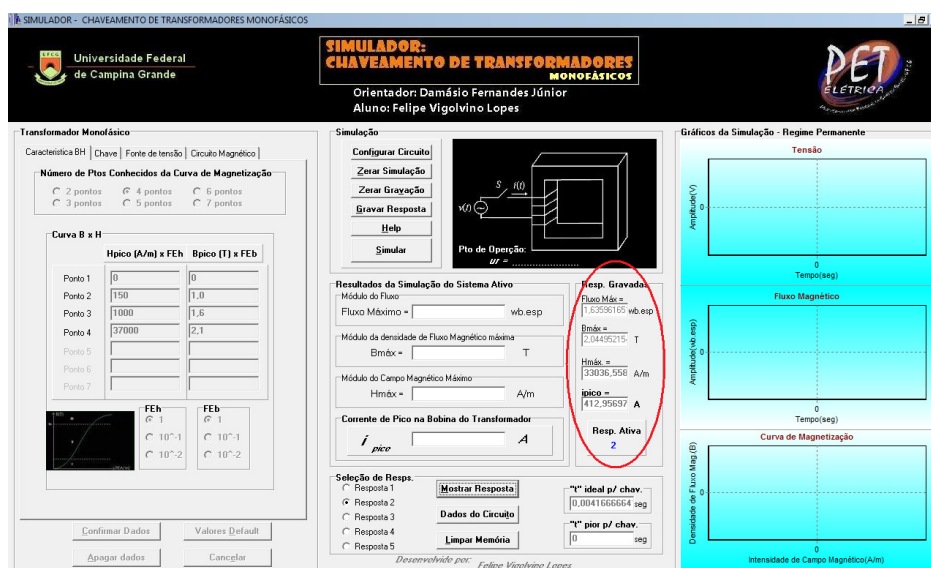 SIMULADOR - CHAVEAMENTO DE TRANSFORMADORES MONOFÁSICOS
Universidade Federal
de Campina Grande
SIMULADOR:
CHAVEAMENTO DE TRANSFORMADORES
MONOFÁSICOS
Orientador: Damásio Fernandes Júnior
Aluno: Felipe Vigolvino Lopes
PET
ELÉTRICA
Transformador Monofásico
Característica BH
Chave
Fonte de tensão
Circuito Magnético
Número de Ptos Conhecidos da Curva de Magnetização
2 pontos
4 pontos
6 pontos
3 pontos
5 pontos
7 pontos
Curva B x H
Hpico (A/m) x FEh
Bpico (T) x FEb
Ponto 1
0
0
Ponto 2
150
1,0
Ponto 3
1000
1,6
Ponto 4
37000
2,1
Ponto 5
Ponto 6
Ponto 7
FEh
1
10^-1
10^-2
FEb
1
10^-1
10^-2
Confirmar Dados
Valores Default
Apagar dados
Cancelar
Simulação
Configurar Circuito
Zerar Simulação
Zerar Gravação
Gravar Resposta
Help
Simular
S
i(t)
v(t)
Pto de Operção:
ur = ....................
Resultados da Simulação do Sistema Ativo
Módulo do Fluxo
Fluxo Máximo =
wb.esp
Módulo da densidade de Fluxo Magnético máxima
Bmáx =
T
Módulo do Campo Magnético Máximo
Hmáx =
A/m
Corrente de Pico na Bobina do Transformador
i pico
A
Resp. Gravadas
Fluxo Máx =
1,63596165
wb.esp
Bmáx =
2,04495215
T
Hmáx. =
33036,558
A/m
ipico =
412,95697
A
Resp. Ativa
2
Seleção de Resps.
Resposta 1
Resposta 2
Resposta 3
Resposta 4
Resposta 5
Mostrar Resposta
Dados do Circuito
Limpar Memória
"t" ideal p/ chav.
0,0041666664
seg
"t" pior p/ chav.
0
seg
Desenvolvido por:
Felipe Vigolvino Lopes
Gráficos da Simulação - Regime Permanente
Tensão
Amplitude(V)
0
0
Tempo(seg)
Fluxo Magnético
Amplitude(wb.esp)
0
0
Tempo(seg)
Curva de Magnetização
Densidade de Fluxo Mag.(B)
0
0
Intensidade de Campo Magnético(A/m)